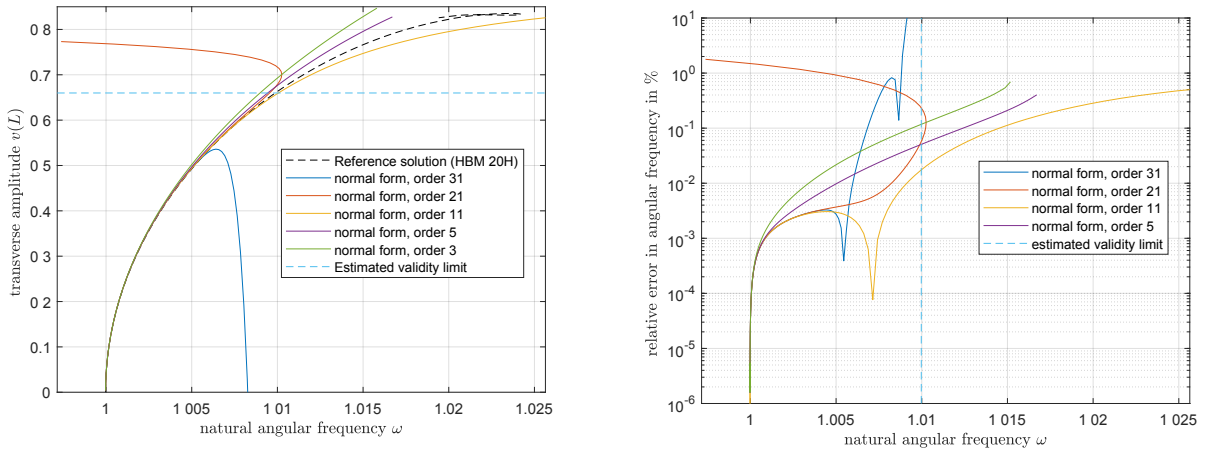 transverse amplitude v(L)
0.8
0.7
0.6
0.5
0.4
0.3
0.2
0.1
0
Reference solution (HBM 20H)
normal form, order 31
normal form, order 21
normal form, order 11
normal form, order 5
normal form, order 3
Estimated validity limit
1 1 005 1.01 1.015 1.02 1.025
natural angular frequency ω
relative error in angular frequency in %
10^1
10^0
10^-1
10^-2
10^-3
10^-4
10^-5
10^-6
normal form, order 31
normal form, order 21
normal form, order 11
normal form, order 5
estimated validity limit
1 1.005 1.01 1.015 1.02 1.025
natural angular frequency ω